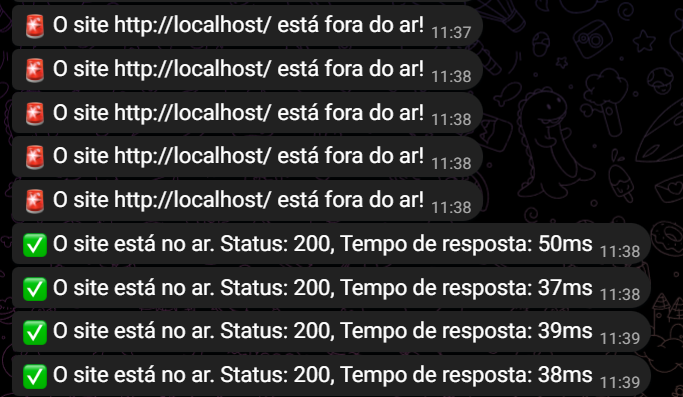 🚨 O site http://localhost/ está fora do ar! 11:37
🚨 O site http://localhost/ está fora do ar! 11:38
🚨 O site http://localhost/ está fora do ar! 11:38
🚨 O site http://localhost/ está fora do ar! 11:38
🚨 O site http://localhost/ está fora do ar! 11:38
✅ O site está no ar. Status: 200, Tempo de resposta: 50ms 11:38
✅ O site está no ar. Status: 200, Tempo de resposta: 37ms 11:38
✅ O site está no ar. Status: 200, Tempo de resposta: 39ms 11:39
✅ O site está no ar. Status: 200, Tempo de resposta: 38ms 11:39